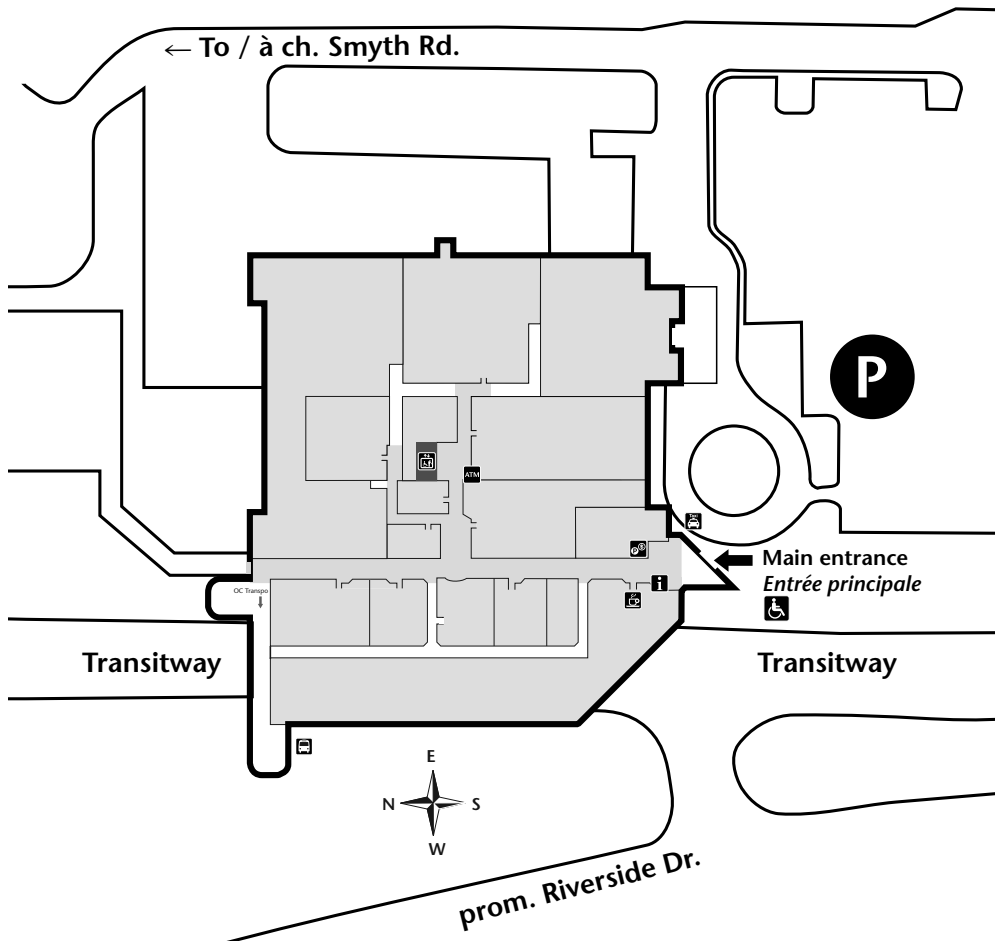 ← To / à ch. Smyth Rd.
P
ATM
Taxi
P $
Main entrance
Entrée principale
i
OC Transpo
Transitway
Transitway
E
N
S
W
prom. Riverside Dr.